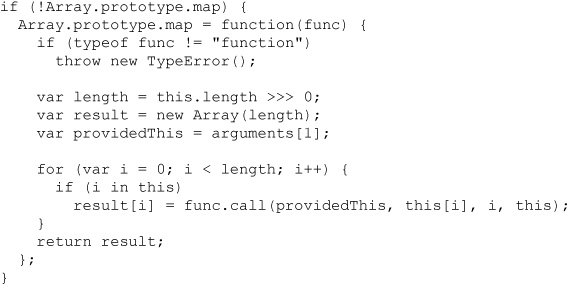 if (!Array.prototype.map) {
  Array.prototype.map = function(func) {
    if (typeof func != "function")
      throw new TypeError();

    var length = this.length >>> 0;
    var result = new Array(length);
    var providedThis = arguments[1];

    for (var i = 0; i < length; i++) {
      if (i in this)
        result[i] = func.call(providedThis, this[i], i, this);
    }
    return result;
  };
}